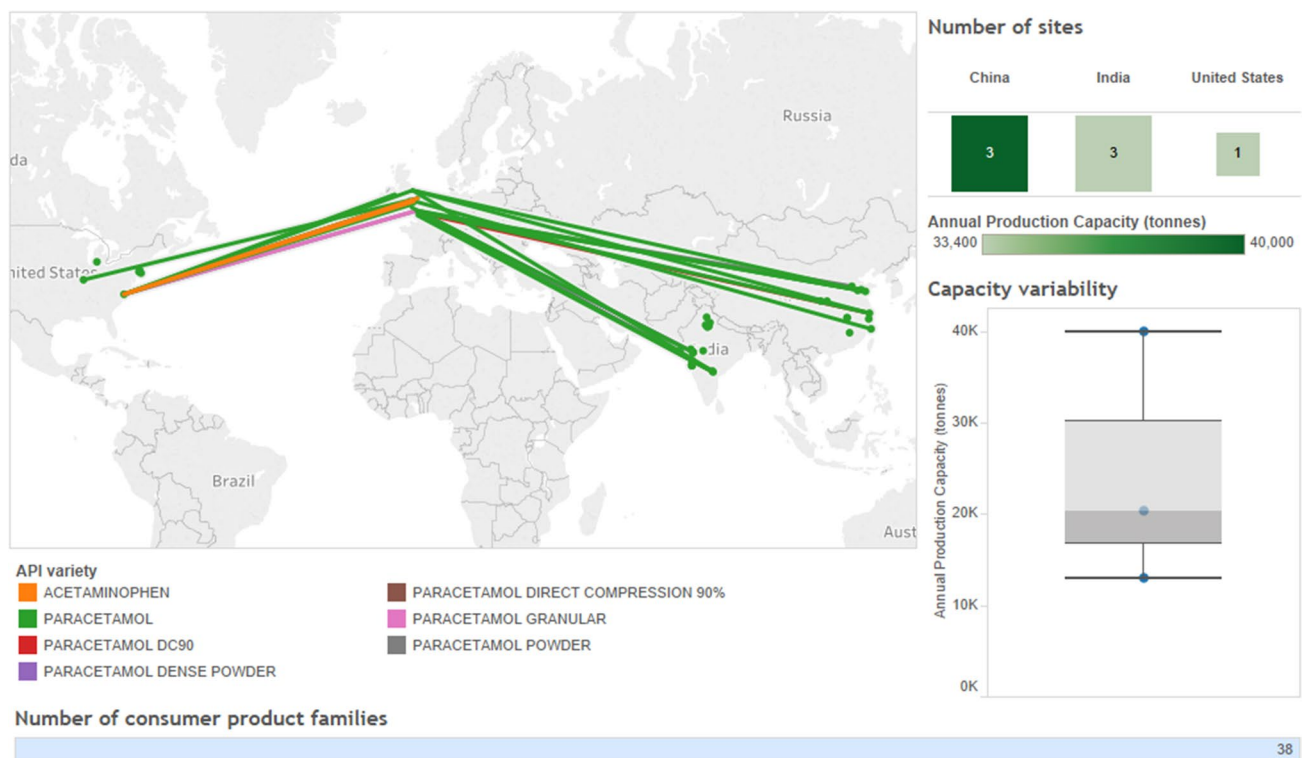 Number of sites
China India United States
3 3 1
Annual Production Capacity (tonnes)
33,400 40,000
Capacity variability
40K
30K
20K
10K
0K
Annual Production Capacity (tonnes)
Russia
da
nited States
dia
Brazil
Aust
API variety
ACETAMINOPHEN
PARACETAMOL
PARACETAMOL DC90
PARACETAMOL DENSE POWDER
PARACETAMOL DIRECT COMPRESSION 90%
PARACETAMOL GRANULAR
PARACETAMOL POWDER
Number of consumer product families
38